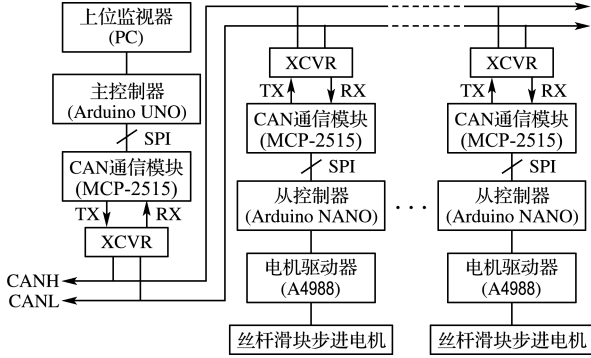 上位监视器
(PC)
主控制器
(Arduino UNO)
SPI
CAN通信模块
(MCP-2515)
TX
RX
XCVR
CANH
CANL
XCVR
TX
RX
CAN通信模块
(MCP-2515)
SPI
从控制器
(Arduino NANO)
电机驱动器
(A4988)
丝杆滑块步进电机
···
XCVR
TX
RX
CAN通信模块
(MCP-2515)
SPI
从控制器
(Arduino NANO)
电机驱动器
(A4988)
丝杆滑块步进电机